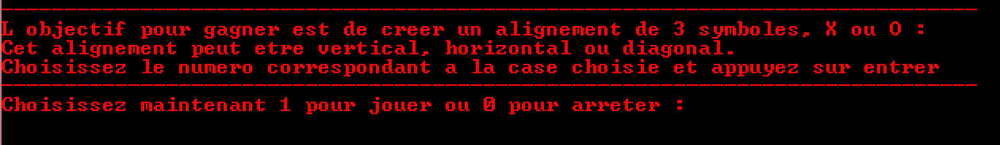 L objectif pour gagner est de creer un alignement de 3 symboles, X ou O :
Cet alignement peut etre vertical, horizontal ou diagonal.
Choisissez le numero correspondant a la case choisie et appuyez sur entrer
Choisissez maintenant 1 pour jouer ou 0 pour arreter :